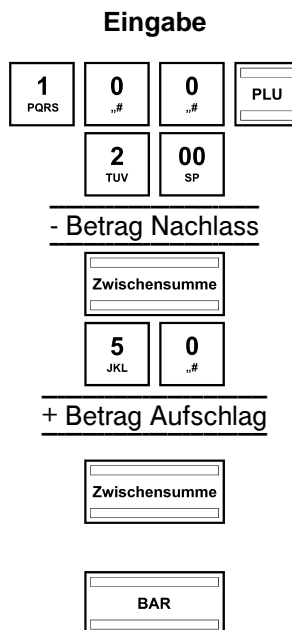 Eingabe
1 0 0 PLU
PQRS „# „#
2 00
TUV SP
- Betrag Nachlass
Zwischensumme
5 0
JKL „#
+ Betrag Aufschlag
Zwischensumme
BAR